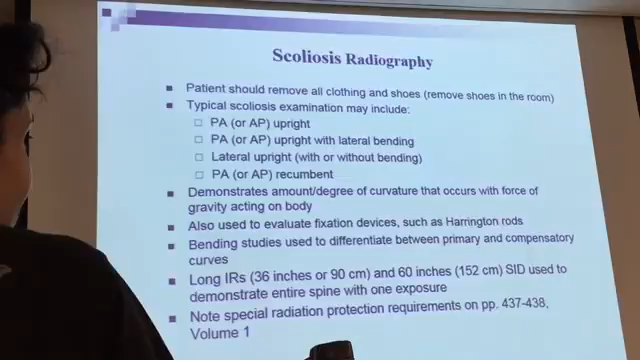 Scoliosis Radiography
■ Patient should remove all clothing and shoes (remove shoes in the room)
■ Typical scoliosis examination may include:
□ PA (or AP) upright
□ PA (or AP) upright with lateral bending
□ Lateral upright (with or without bending)
□ PA (or AP) recumbent
■ Demonstrates amount/degree of curvature that occurs with force of
gravity acting on body
■ Also used to evaluate fixation devices, such as Harrington rods
■ Bending studies used to differentiate between primary and compensatory
curves
■ Long IRs (36 inches or 90 cm) and 60 inches (152 cm) SID used to
demonstrate entire spine with one exposure
■ Note special radiation protection requirements on pp. 437-438,
Volume 1